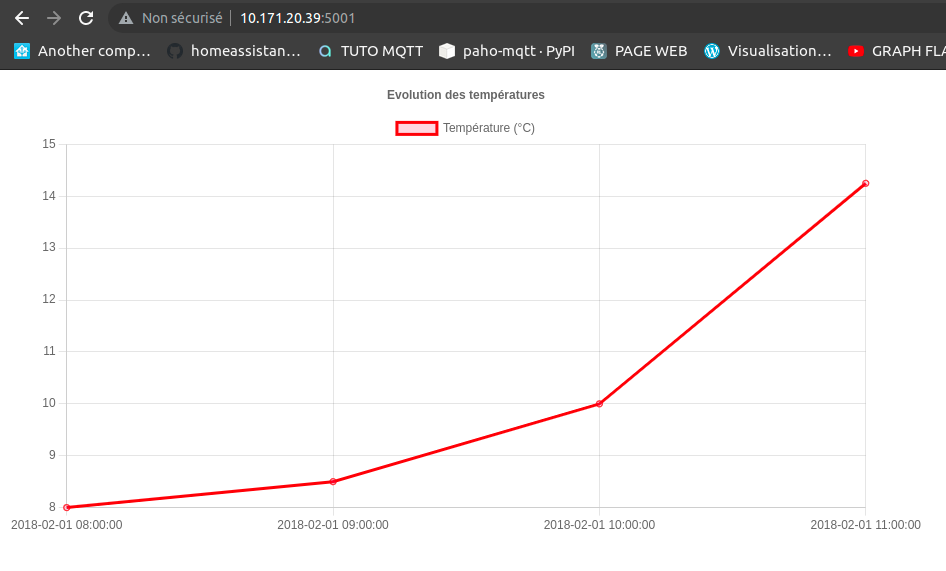 Non sécurisé 10.171.20.39:5001
Another comp… homeassistan… TUTO MQTT paho-mqtt · PyPI PAGE WEB Visualisation… GRAPH FLA
Evolution des températures
Température (°C)
15
14
13
12
11
10
9
8
2018-02-01 08:00:00 2018-02-01 09:00:00 2018-02-01 10:00:00 2018-02-01 11:00:00